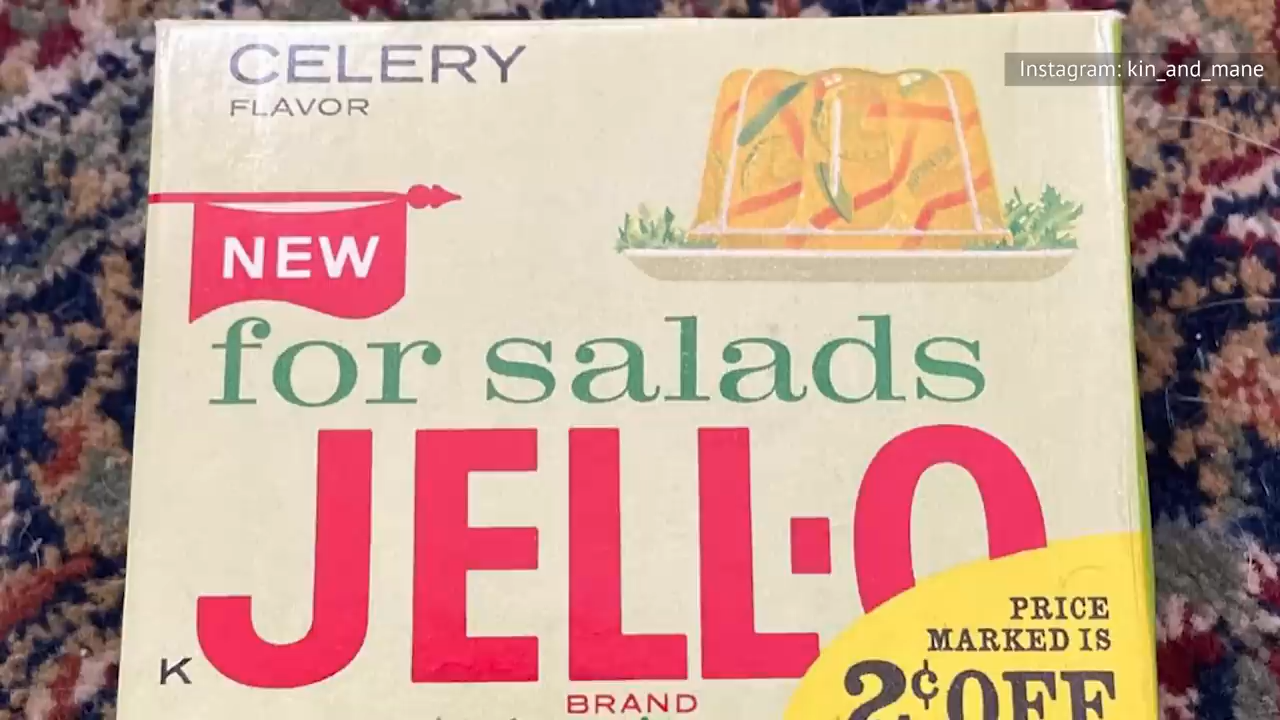 CELERY
FLAVOR
Instagram: kin_and_mane
NEW
for salads
JELL-O
PRICE
MARKED IS
2¢ OFF
K
BRAND